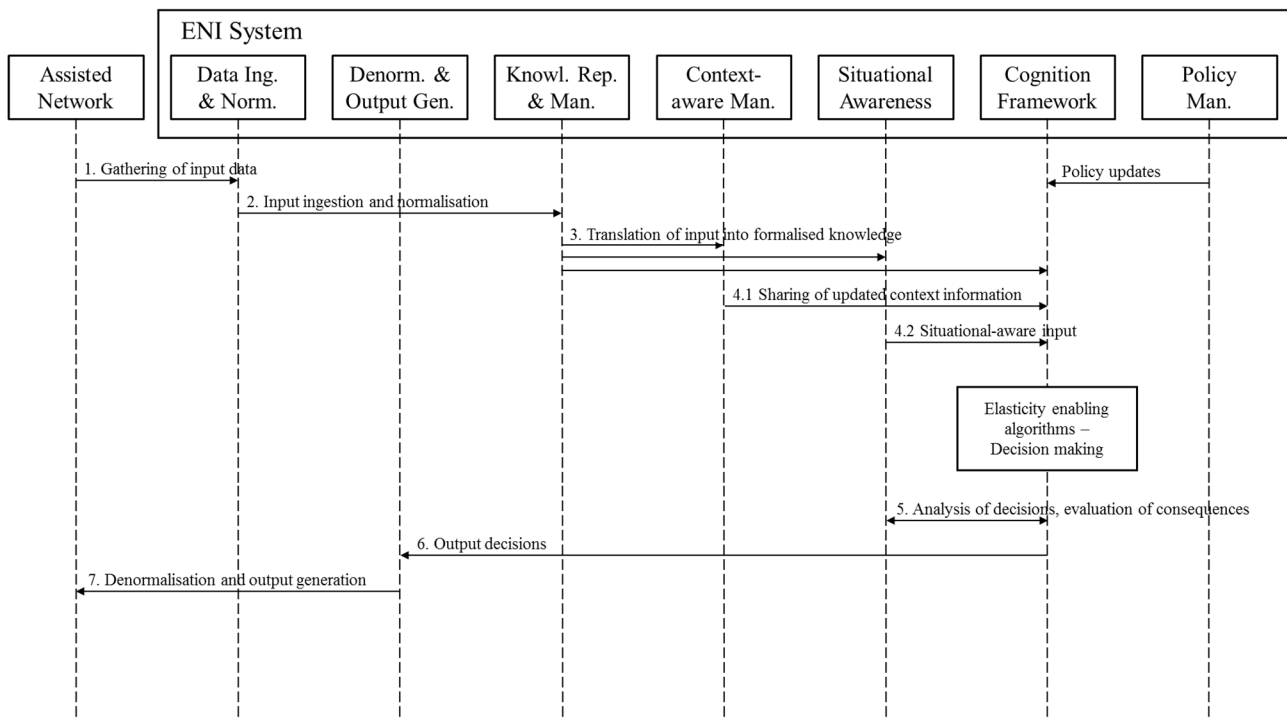 ENI System
Assisted
Network
Data Ing.
& Norm.
Denorm. &
Output Gen.
Knowl. Rep.
& Man.
Context-
aware Man.
Situational
Awareness
Cognition
Framework
Policy
Man.
1. Gathering of input data
Policy updates
2. Input ingestion and normalisation
3. Translation of input into formalised knowledge
4.1 Sharing of updated context information
4.2 Situational-aware input
Elasticity enabling
algorithms –
Decision making
5. Analysis of decisions, evaluation of consequences
6. Output decisions
7. Denormalisation and output generation